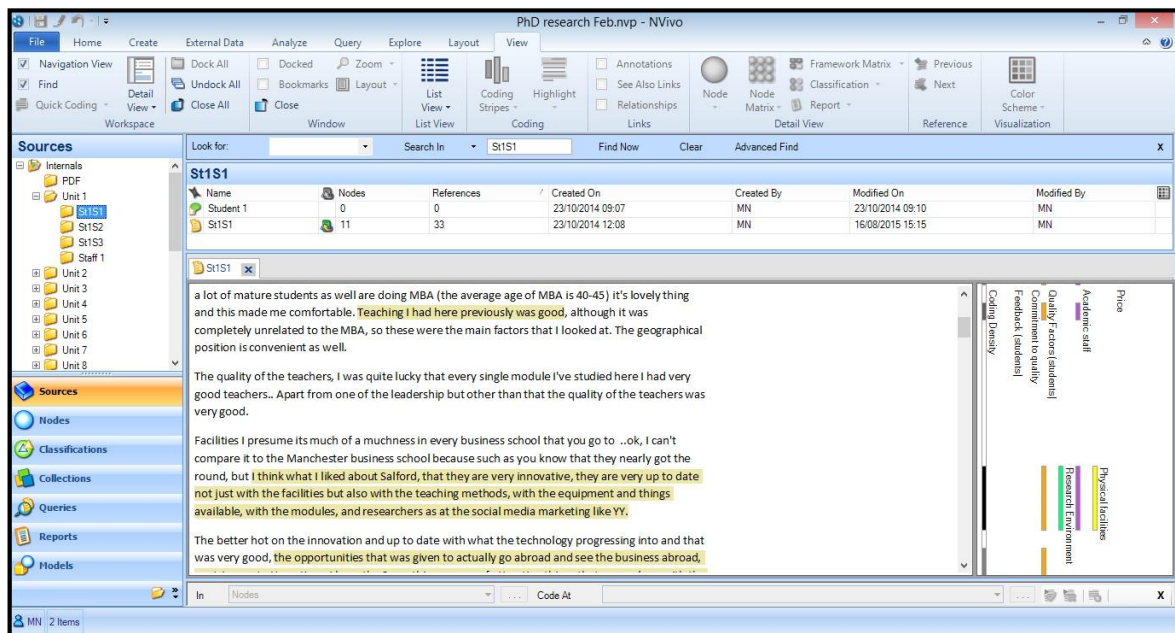 PhD research Feb.nvp - NVivo
File Home Create External Data Analyze Query Explore Layout View
Navigation View Dock All Docked Zoom Annotations Framework Matrix Previous
Find Undock All Bookmarks Layout See Also Links Classification Next
Quick Coding Detail View Close All Close List View Coding Stripes Highlight Relationships Node Node Matrix Report Color Scheme
Workspace Window List View Coding Links Detail View Reference Visualization
Sources
Internals
PDF
Unit 1
St1S1
St1S2
St1S3
Staff 1
Unit 2
Unit 3
Unit 4
Unit 5
Unit 6
Unit 7
Unit 8
Sources
Nodes
Classifications
Collections
Queries
Reports
Models
Look for: Search In St1S1 Find Now Clear Advanced Find X
St1S1
Name Nodes References Created On Created By Modified On Modified By
Student 1 0 0 23/10/2014 09:07 MN 23/10/2014 09:10 MN
St1S1 11 33 23/10/2014 12:08 MN 16/08/2015 15:15 MN
St1S1
a lot of mature students as well are doing MBA (the average age of MBA is 40-45) it's lovely thing
and this made me comfortable. Teaching I had here previously was good, although it was
completely unrelated to the MBA, so these were the main factors that I looked at. The geographical
position is convenient as well.
The quality of the teachers, I was quite lucky that every single module I've studied here I had very
good teachers.. Apart from one of the leadership but other than that the quality of the teachers was
very good.
Facilities I presume its much of a muchness in every business school that you go to ..ok, I can't
compare it to the Manchester business school because such as you know that they nearly got the
round, but I think what I liked about Salford, that they are very innovative, they are very up to date
not just with the facilities but also with the teaching methods, with the equipment and things
available, with the modules, and researchers as at the social media marketing like YY.
The better hot on the innovation and up to date with what the technology progressing into and that
was very good, the opportunities that was given to actually go abroad and see the business abroad,
Coding Density
Feedback (students)
Commitment to quality
Quality Factors (students)
Academic staff
Price
Research Environment
Physical facilities
In Nodes ... Code At ... X
MN 2 Items